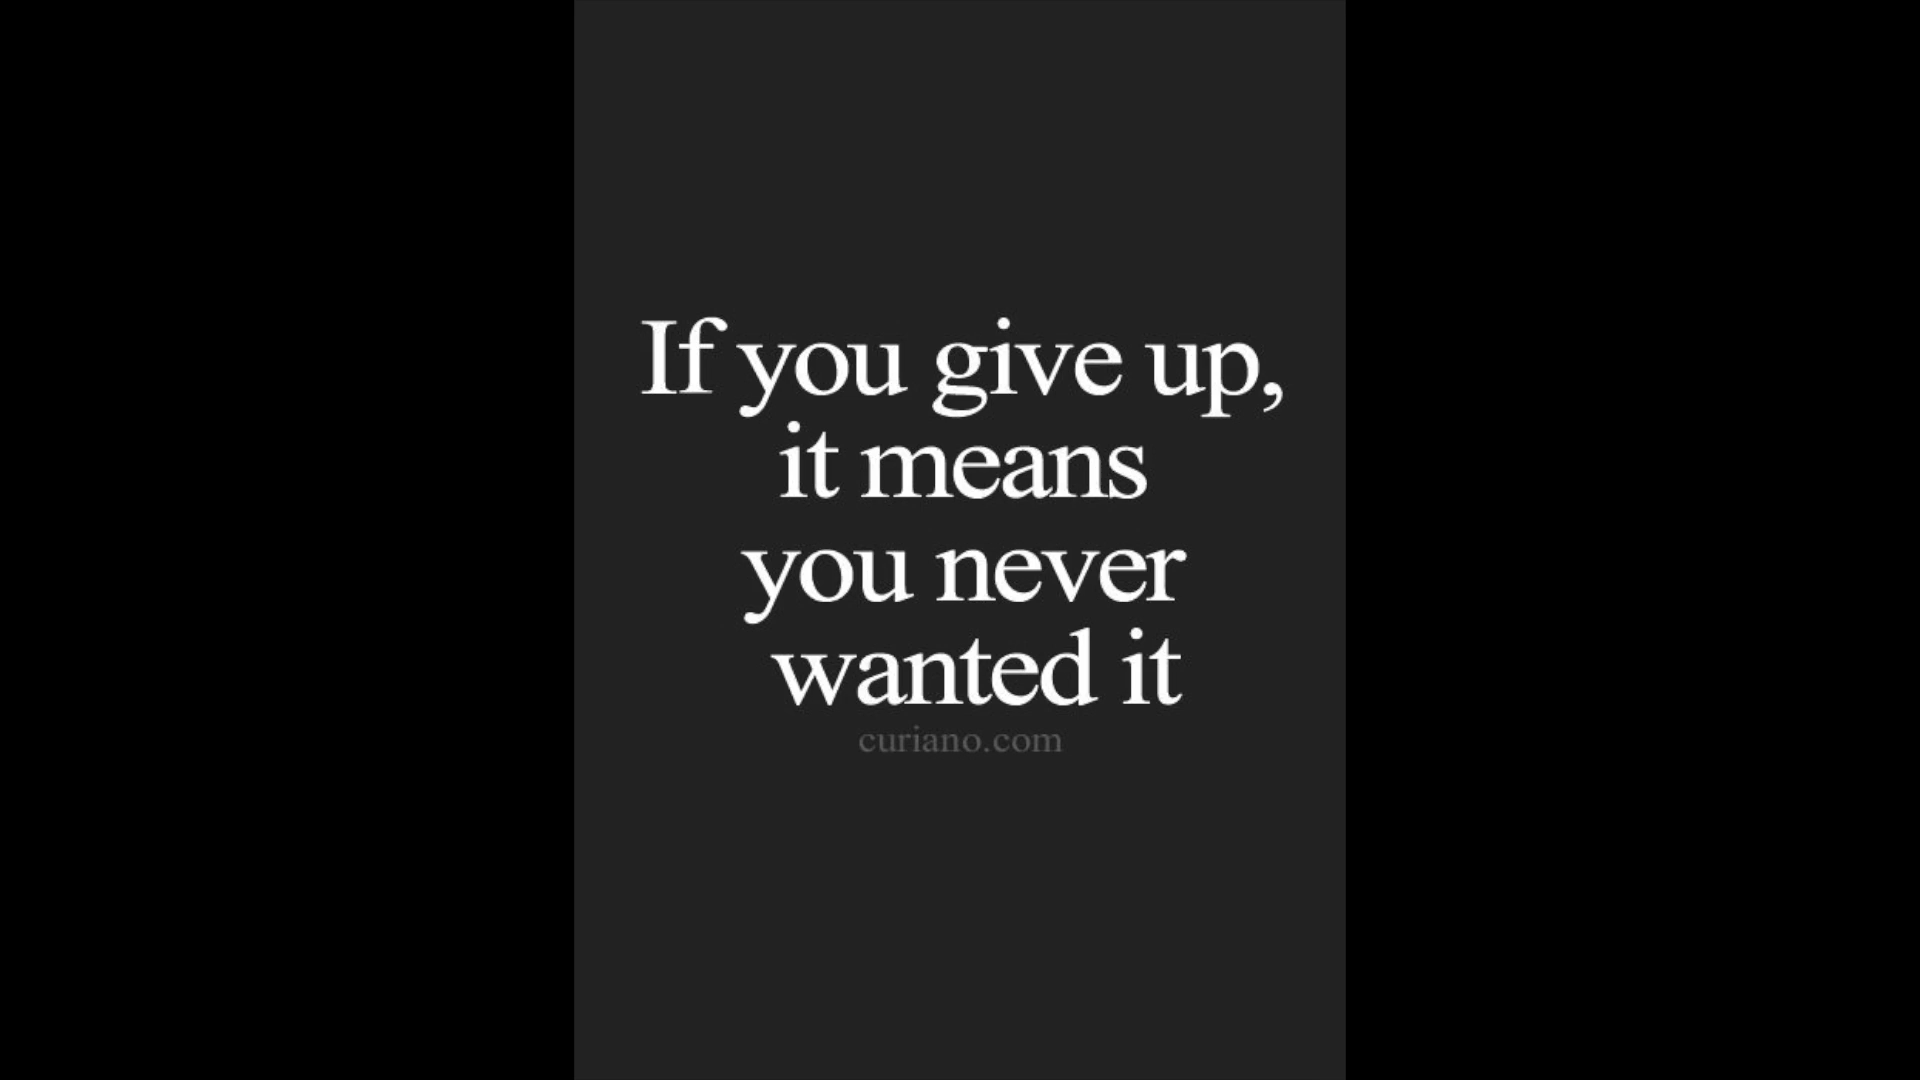 If you give up,
it means
you never
wanted it
curiano.com